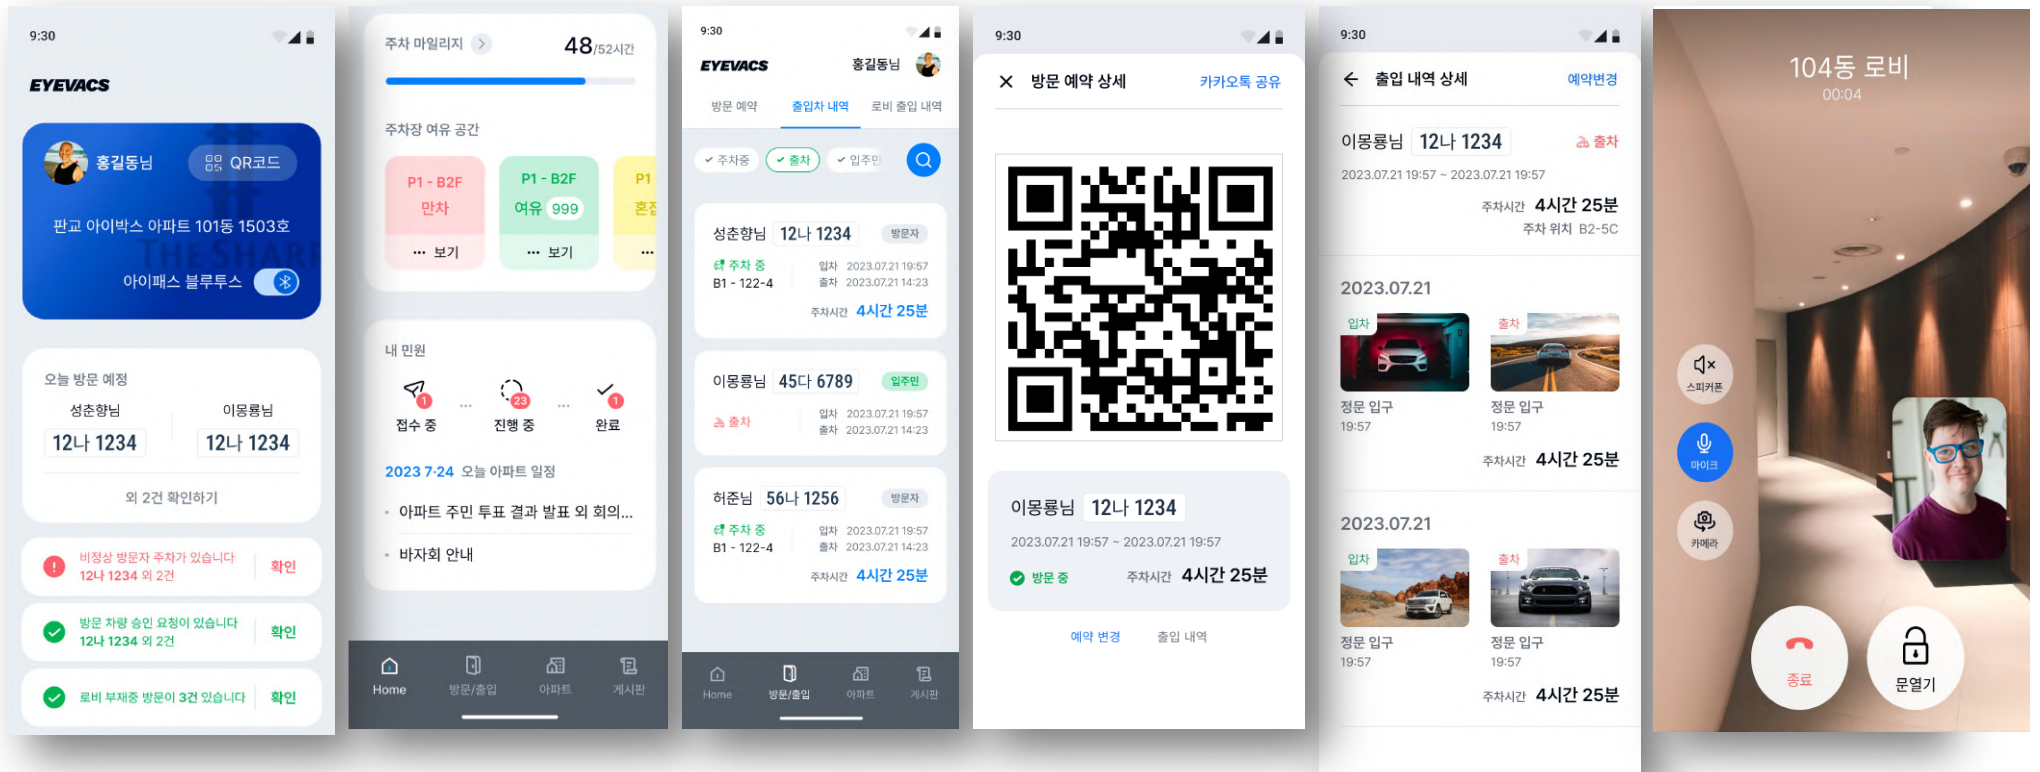 9:30
EYEVACS
홍길동님
QR코드
판교 아이박스 아파트 101동 1503호
THE SHARP
아이패스 블루투스
오늘 방문 예정
성춘향님
이몽룡님
12나 1234
12나 1234
외 2건 확인하기
비정상 방문자 주차가 있습니다
12나 1234 외 2건
확인
방문 차량 승인 요청이 있습니다
12나 1234 외 2건
확인
로비 부재중 방문이 3건 있습니다
확인
주차 마일리지
48/52시간
주차장 여유 공간
P1 - B2F
만차
... 보기
P1 - B2F
여유 999
... 보기
P1
...
내 민원
1
접수 중
...
23
진행 중
...
1
완료
2023 7·24 오늘 아파트 일정
아파트 주민 투표 결과 발표 외 회의...
바자회 안내
Home
방문/출입
아파트
게시판
9:30
EYEVACS
홍길동님
방문 예약
출입차 내역
로비 출입 내역
주차중
출차
입주민
성춘향님 12나 1234 방문자
주차 중
B1 - 122-4
입차 2023.07.21 19:57
출차 2023.07.21 14:23
주차시간 4시간 25분
이몽룡님 45다 6789 입주민
출차
입차 2023.07.21 19:57
출차 2023.07.21 14:23
허준님 56나 1256 방문자
주차 중
B1 - 122-4
입차 2023.07.21 19:57
출차 2023.07.21 14:23
주차시간 4시간 25분
Home
방문/출입
아파트
게시판
9:30
방문 예약 상세
카카오톡 공유
이몽룡님 12나 1234
2023.07.21 19:57 ~ 2023.07.21 19:57
방문 중
주차시간 4시간 25분
예약 변경
출입 내역
9:30
출입 내역 상세
예약변경
이몽룡님 12나 1234
출차
2023.07.21 19:57 ~ 2023.07.21 19:57
주차시간 4시간 25분
주차 위치 B2-5C
2023.07.21
입차
출차
정문 입구
19:57
정문 입구
19:57
주차시간 4시간 25분
2023.07.21
입차
출차
정문 입구
19:57
정문 입구
19:57
주차시간 4시간 25분
104동 로비
00:04
스피커폰
마이크
카메라
종료
문열기